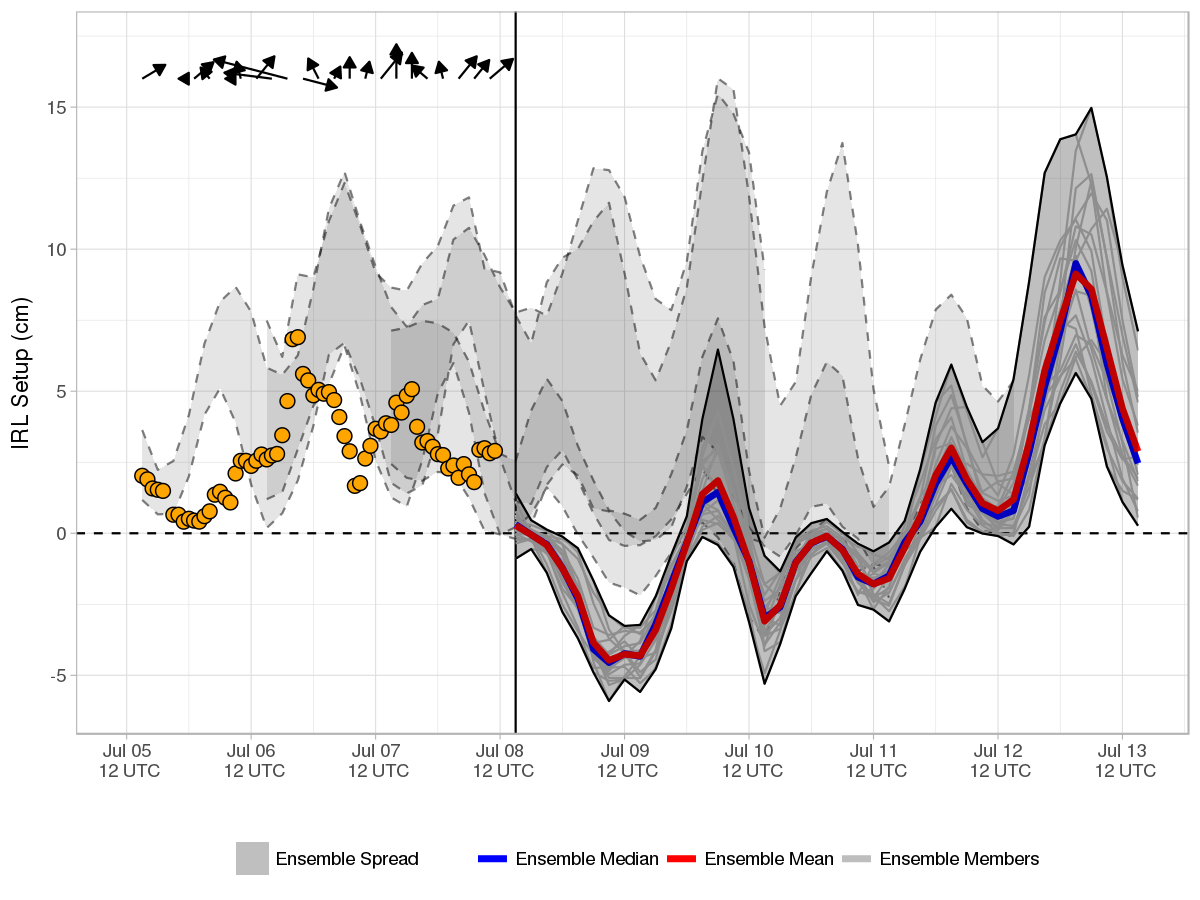 IRL Setup (cm)
15
10
5
0
-5
Jul 05 Jul 06 Jul 07 Jul 08 Jul 09 Jul 10 Jul 11 Jul 12 Jul 13
12 UTC 12 UTC 12 UTC 12 UTC 12 UTC 12 UTC 12 UTC 12 UTC 12 UTC
Ensemble Spread Ensemble Median Ensemble Mean Ensemble Members